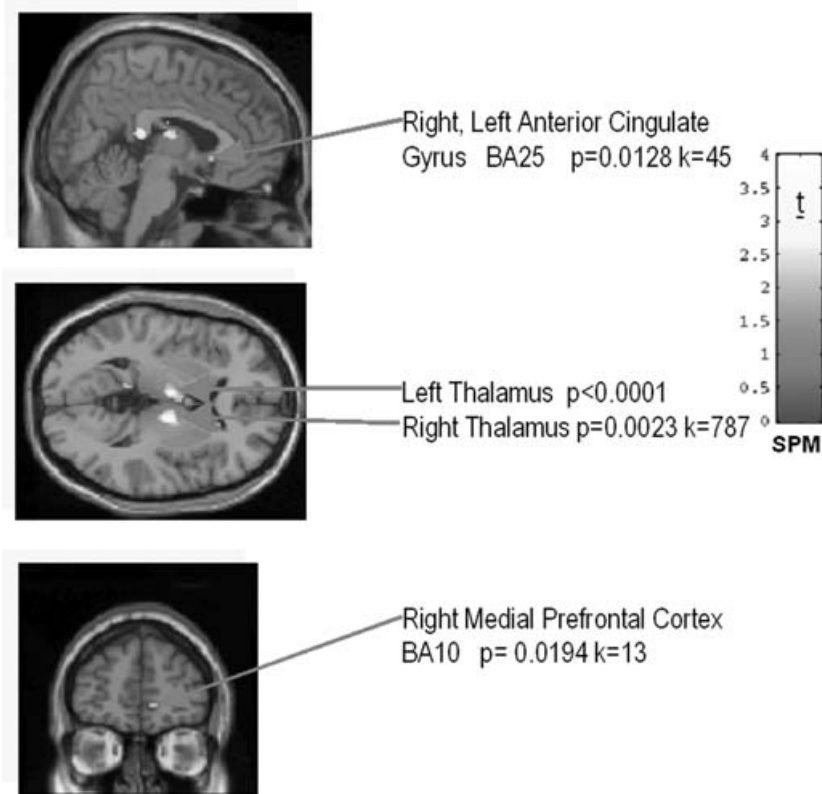 Right, Left Anterior Cingulate
Gyrus BA25 p=0.0128 k=45
4
3.5
t
3
2.5
2
1.5
1
0.5
0
SPM
Left Thalamus p<0.0001
Right Thalamus p=0.0023 k=787
Right Medial Prefrontal Cortex
BA10 p= 0.0194 k=13